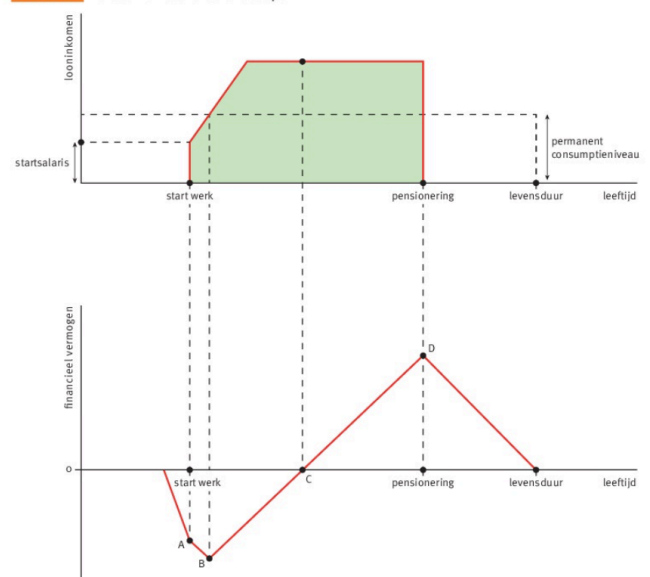 looninkomen
startsalaris
permanent
consumptieniveau
start werk
pensionering
levensduur
leeftijd
financieel vermogen
D
0
start werk
C
pensionering
levensduur
leeftijd
A
B